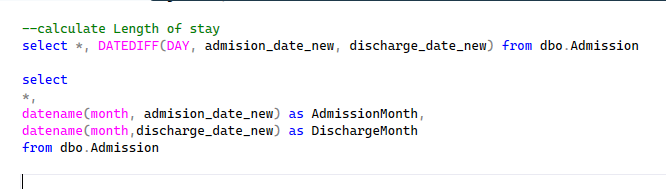 --calculate Length of stay
select *, DATEDIFF(DAY, admision_date_new, discharge_date_new) from dbo.Admission
select
*,
datename(month, admision_date_new) as AdmissionMonth,
datename(month,discharge_date_new) as DischargeMonth
from dbo.Admission